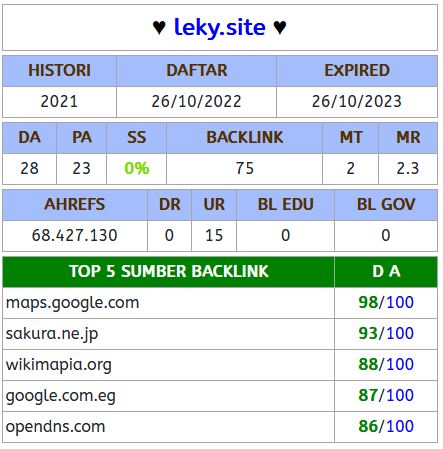 ♥ leky.site ♥
HISTORI DAFTAR EXPIRED
2021 26/10/2022 26/10/2023
DA PA SS BACKLINK MT MR
28 23 0% 75 2 2.3
AHREFS DR UR BL EDU BL GOV
68.427.130 0 15 0 0
TOP 5 SUMBER BACKLINK D A
maps.google.com 98/100
sakura.ne.jp 93/100
wikimapia.org 88/100
google.com.eg 87/100
opendns.com 86/100